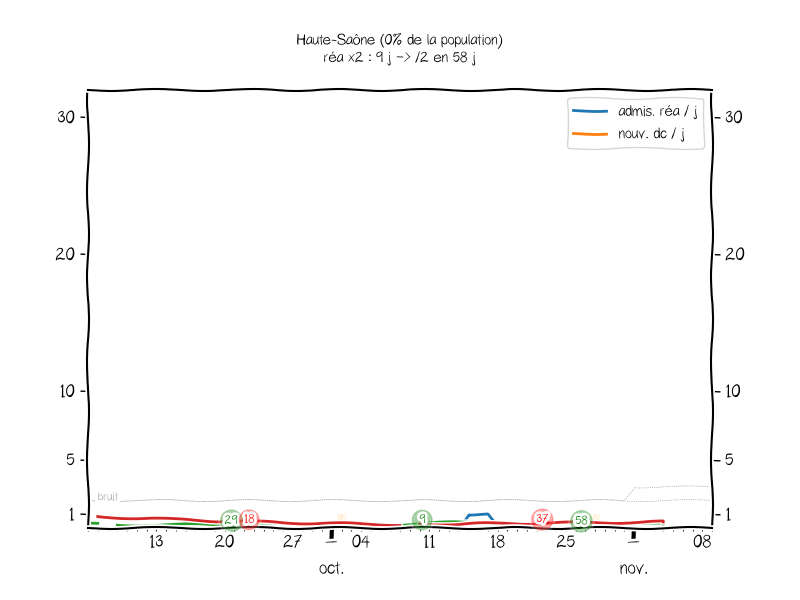 Haute-Saône (0% de la population)
réa x2 : 9 j -> /2 en 58 j
admis. réa / j
nouv. dc / j
30 30
20 20
10 10
5 5
bruit
1 1
29 18 9 37 58
13 20 27 1 04 11 18 25 1 08
oct. nov.